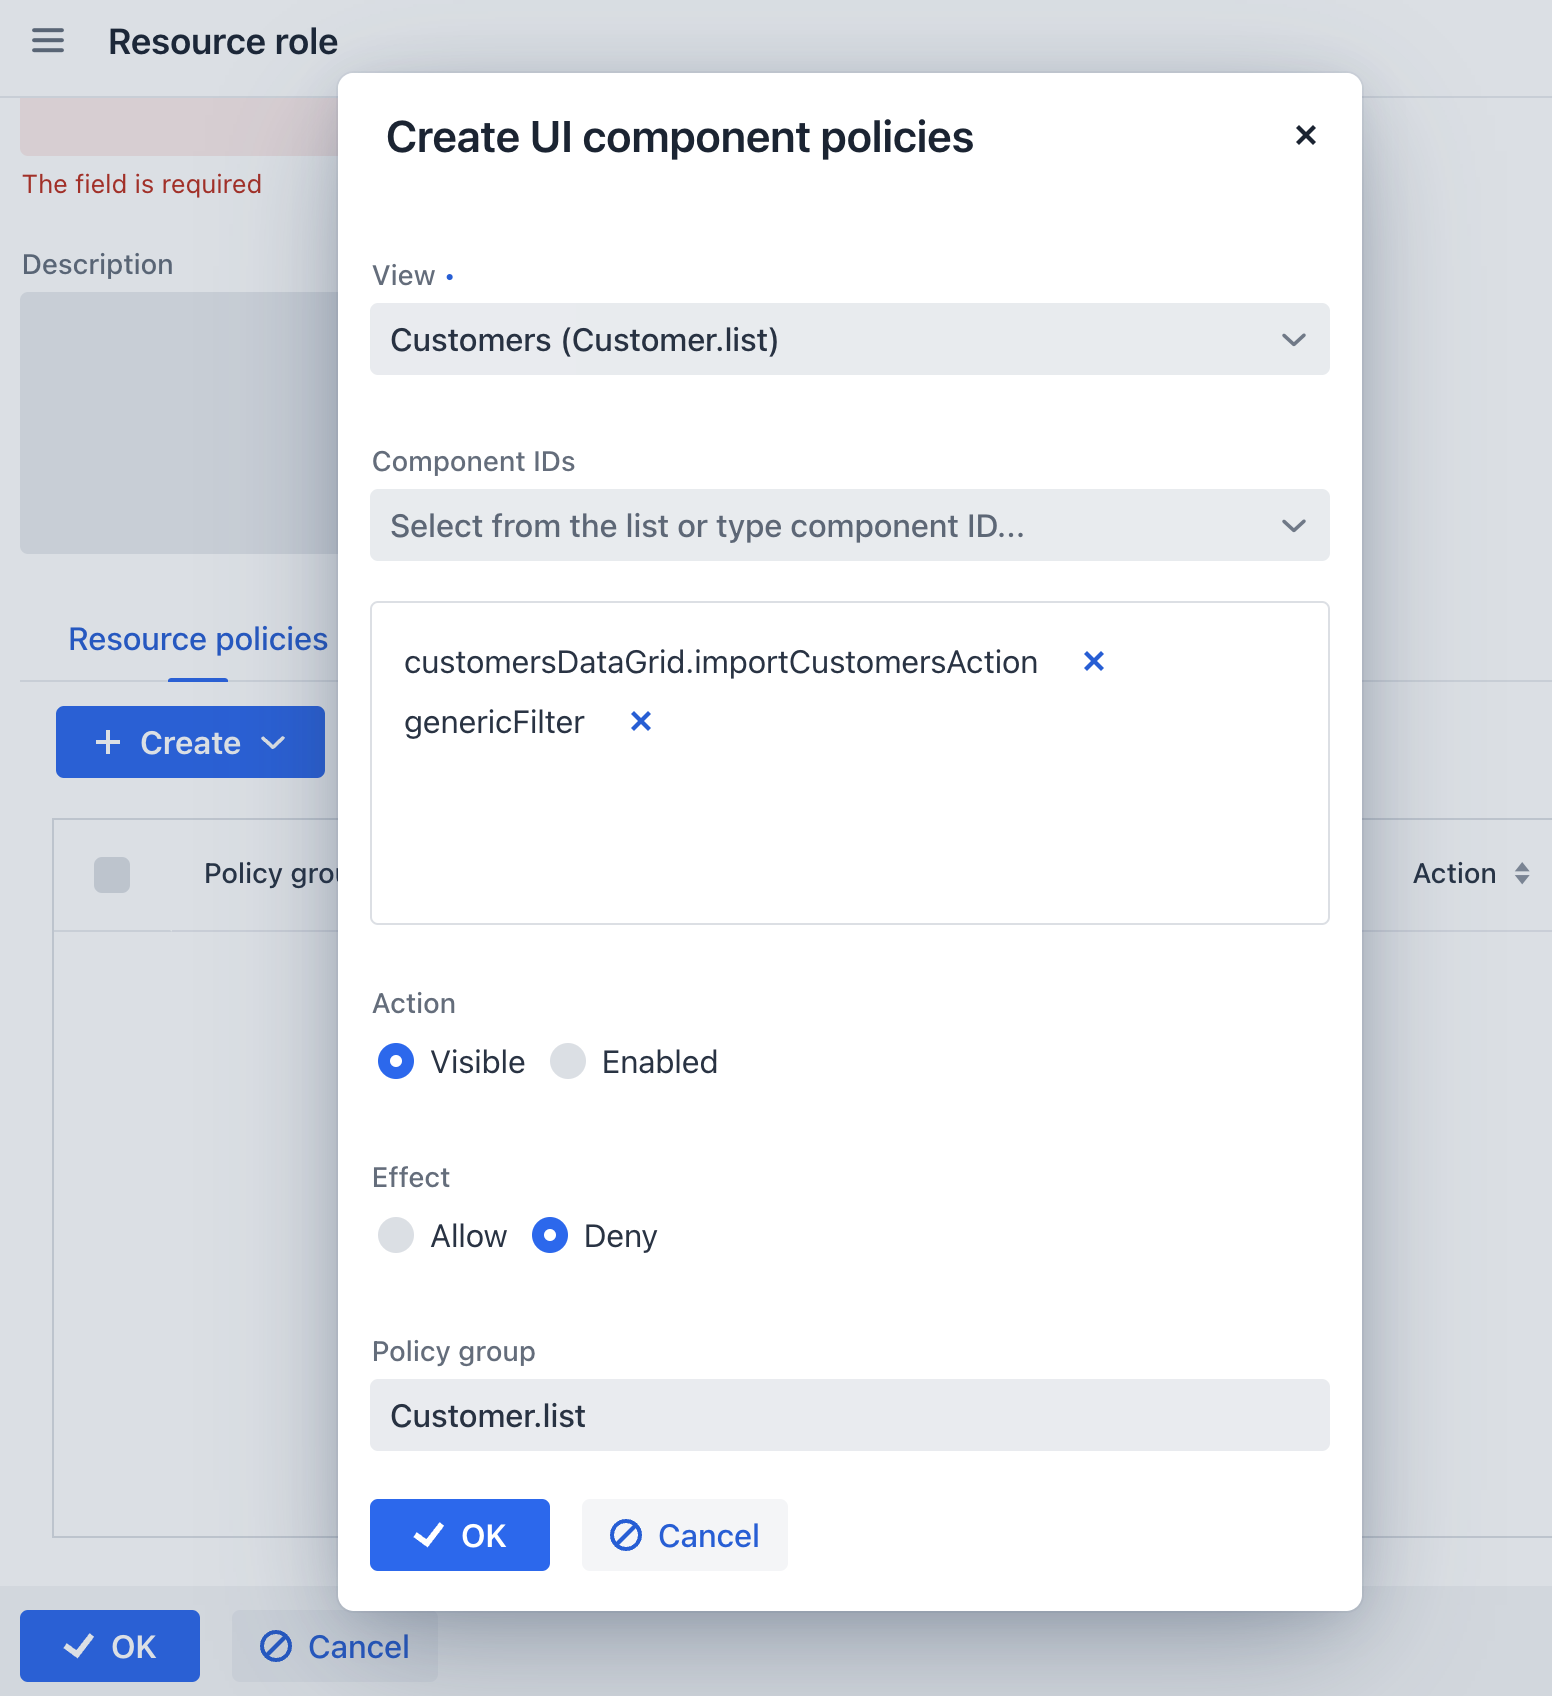 Resource role
The field is required
Description
Resource policies
Create
Policy
Action
Create UI component policies
View
Customers (Customer.list)
Component IDs
Select from the list or type component ID...
customersDataGrid.importCustomersAction
genericFilter
Action
Visible Enabled
Effect
Allow Deny
Policy group
Customer.list
OK Cancel
OK Cancel